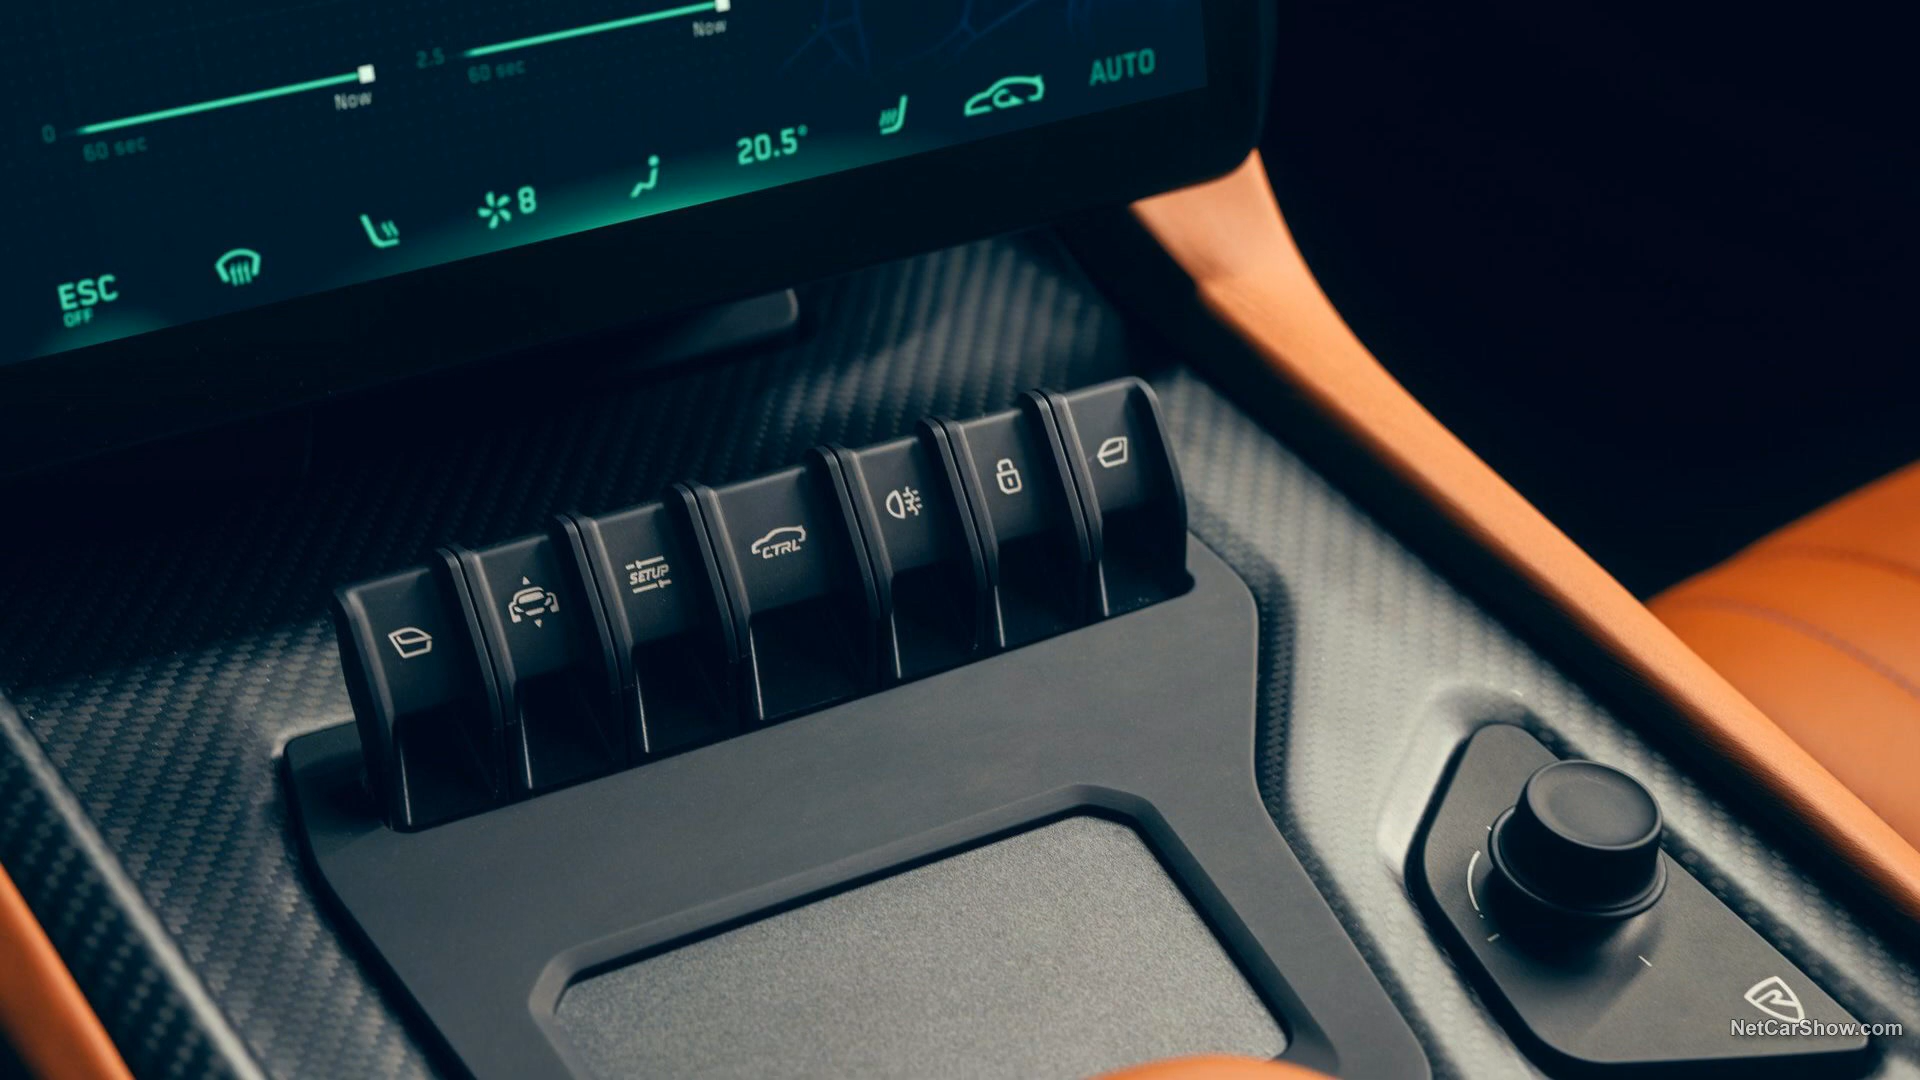 2.5
Now
60 sec
0
Now
60 sec
AUTO
20.5°
8
ESC
OFF
CTRL
SETUP
NetCarShow.com